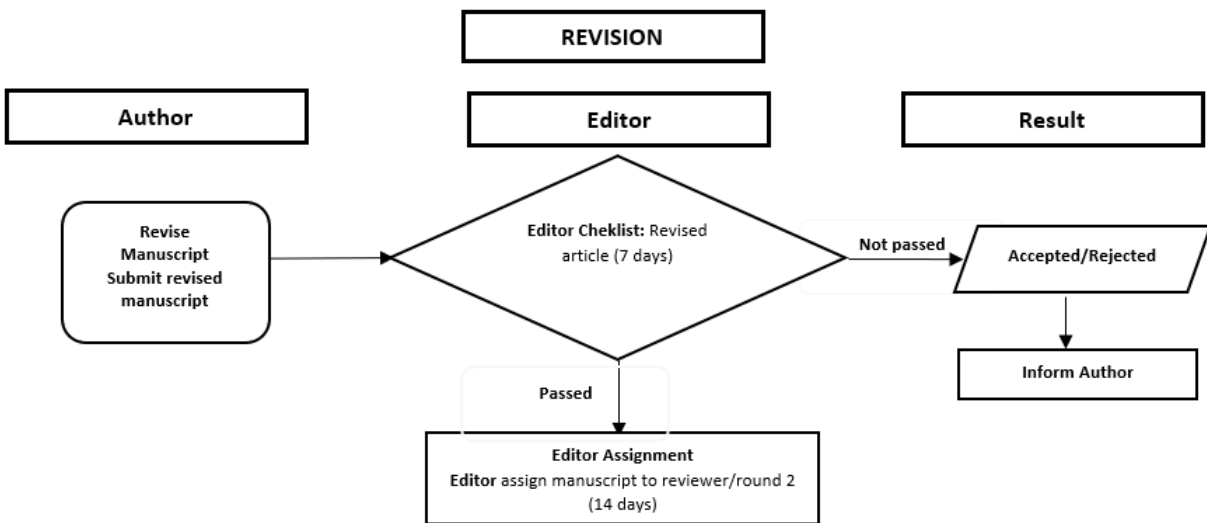 REVISION
Author
Editor
Result
Revise
Manuscript
Submit revised
manuscript
Editor Cheklist: Revised
article (7 days)
Not passed
Accepted/Rejected
Inform Author
Passed
Editor Assignment
Editor assign manuscript to reviewer/round 2
(14 days)